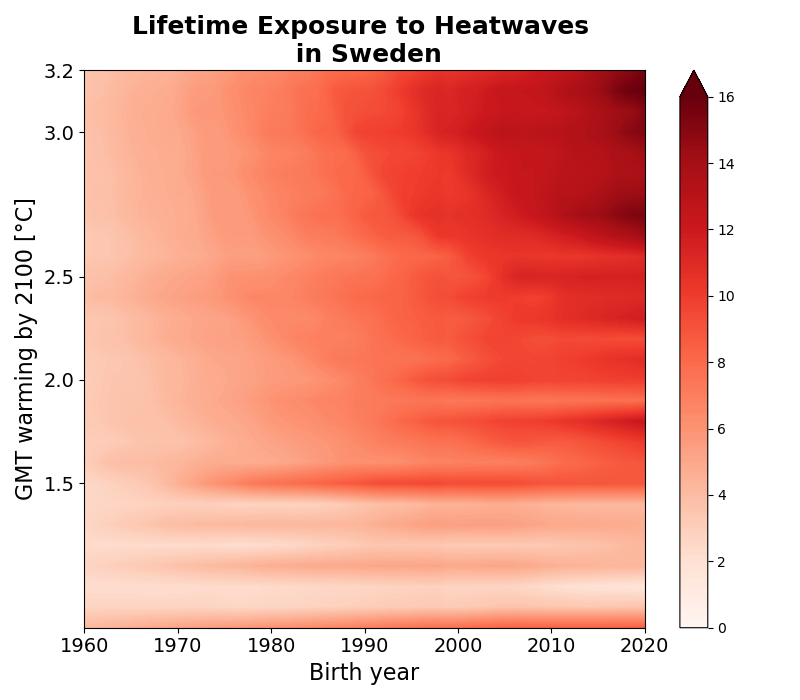 Lifetime Exposure to Heatwaves
in Sweden
GMT warming by 2100 [°C]
3.2
3.0
2.5
2.0
1.5
1960 1970 1980 1990 2000 2010 2020
Birth year
16
14
12
10
8
6
4
2
0